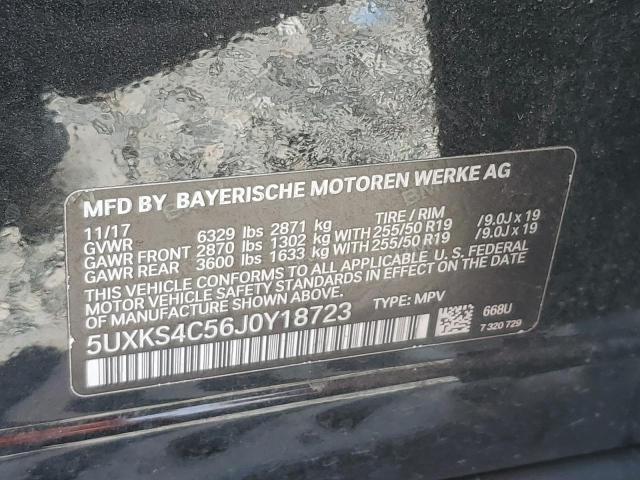 MFD BY BAYERISCHE MOTOREN WERKE AG
11/17 TIRE / RIM
GVWR 6329 lbs 2871 kg
GAWR FRONT 2870 lbs 1302 kg WITH 255/50 R19 /9.0J x 19
GAWR REAR 3600 lbs 1633 kg WITH 255/50 R19 /9.0J x 19
THIS VEHICLE CONFORMS TO ALL APPLICABLE U. S. FEDERAL
MOTOR VEHICLE SAFETY STANDARDS IN EFFECT ON THE DATE
OF MANUFACTURE SHOWN ABOVE.
5UXKS4C56J0Y18723 TYPE: MPV
668U
7 320 729